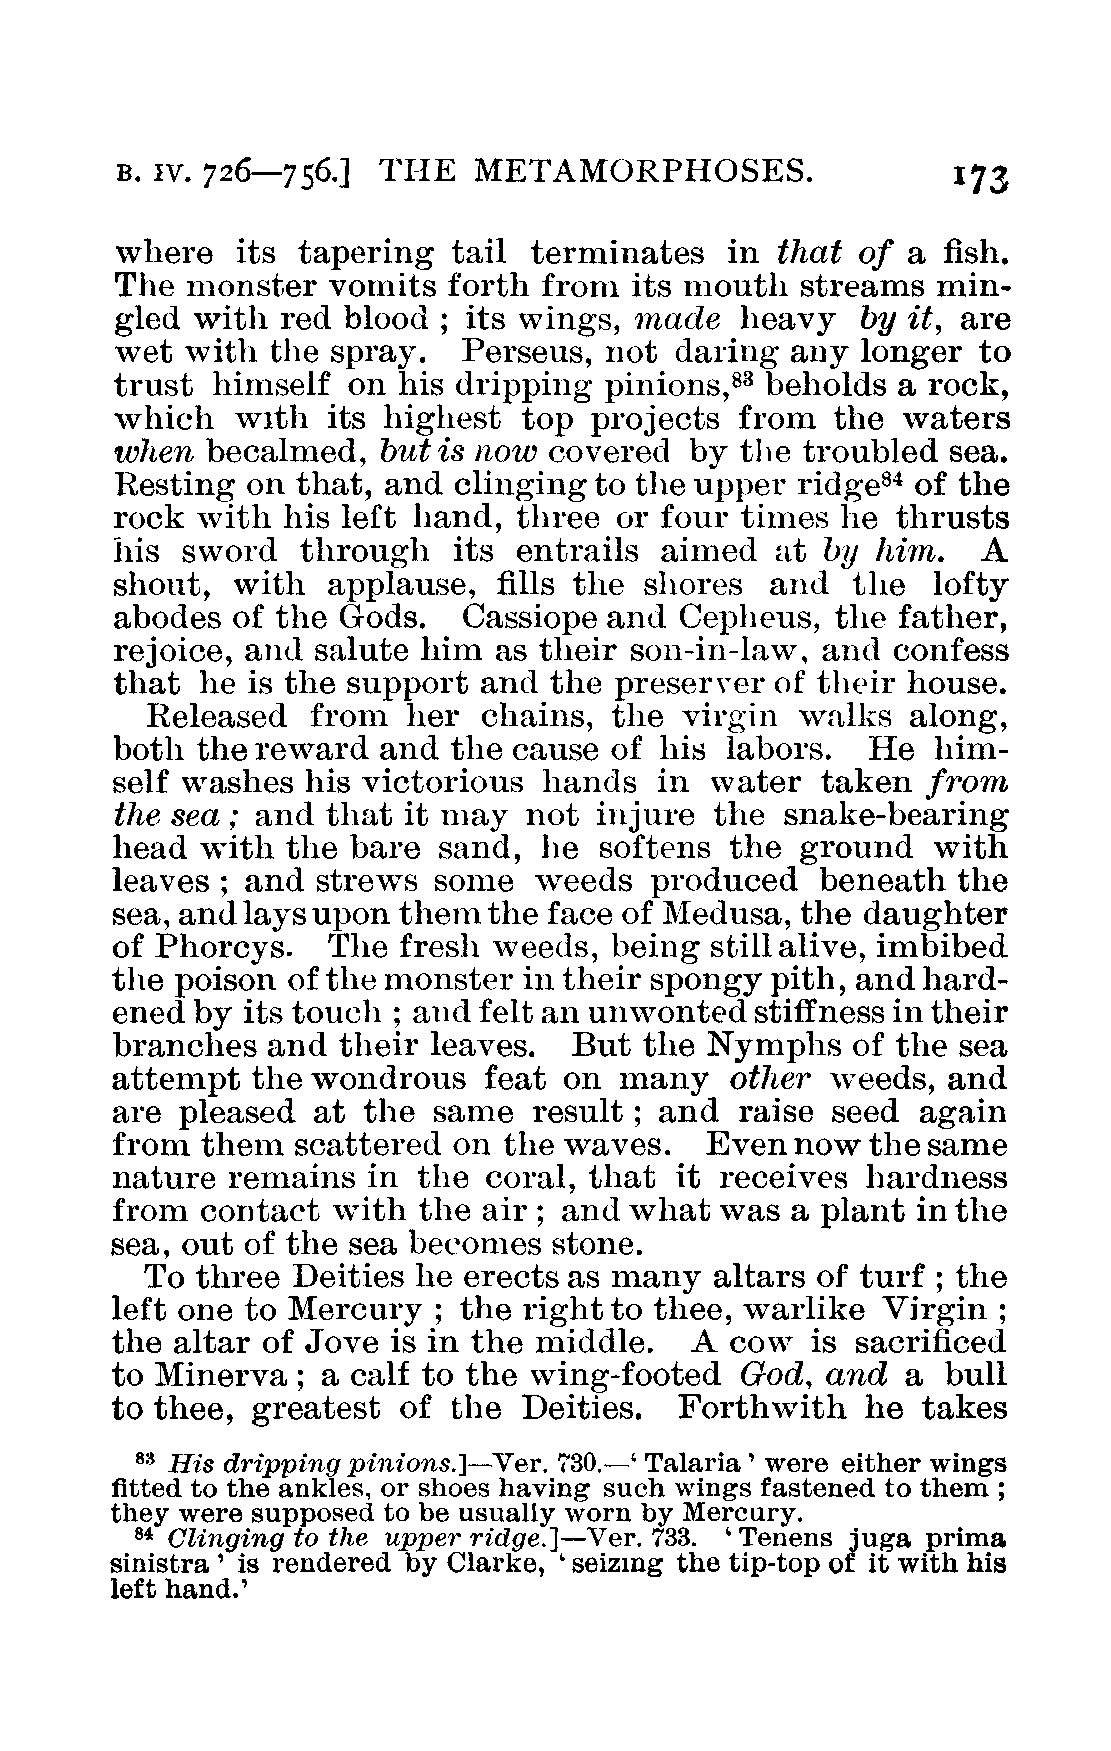 B. IV. 726—756.] THE METAMORPHOSES. 173
where its tapering tail terminates in that of a fish.
The monster vomits forth from its mouth streams min-
gled with red blood ; its wings, made heavy by it, are
wet with the spray. Perseus, not daring any longer to
trust himself on his dripping pinions,⁸³ beholds a rock,
which with its highest top projects from the waters
when becalmed, but is now covered by the troubled sea.
Resting on that, and clinging to the upper ridge⁸⁴ of the
rock with his left hand, three or four times he thrusts
his sword through its entrails aimed at by him. A
shout, with applause, fills the shores and the lofty
abodes of the Gods. Cassiope and Cepheus, the father,
rejoice, and salute him as their son-in-law, and confess
that he is the support and the preserver of their house.
Released from her chains, the virgin walks along,
both the reward and the cause of his labors. He him-
self washes his victorious hands in water taken from
the sea ; and that it may not injure the snake-bearing
head with the bare sand, he softens the ground with
leaves ; and strews some weeds produced beneath the
sea, and lays upon them the face of Medusa, the daughter
of Phorcys. The fresh weeds, being still alive, imbibed
the poison of the monster in their spongy pith, and hard-
ened by its touch ; and felt an unwonted stiffness in their
branches and their leaves. But the Nymphs of the sea
attempt the wondrous feat on many other weeds, and
are pleased at the same result ; and raise seed again
from them scattered on the waves. Even now the same
nature remains in the coral, that it receives hardness
from contact with the air ; and what was a plant in the
sea, out of the sea becomes stone.
To three Deities he erects as many altars of turf ; the
left one to Mercury ; the right to thee, warlike Virgin ;
the altar of Jove is in the middle. A cow is sacrificed
to Minerva ; a calf to the wing-footed God, and a bull
to thee, greatest of the Deities. Forthwith he takes
⁸³ His dripping pinions.]—Ver. 730.—‘ Talaria ’ were either wings
fitted to the ankles, or shoes having such wings fastened to them ;
they were supposed to be usually worn by Mercury.
⁸⁴ Clinging to the upper ridge.]—Ver. 733. ‘ Tenens juga prima
sinistra ’ is rendered by Clarke, ‘ seizing the tip-top of it with his
left hand.’